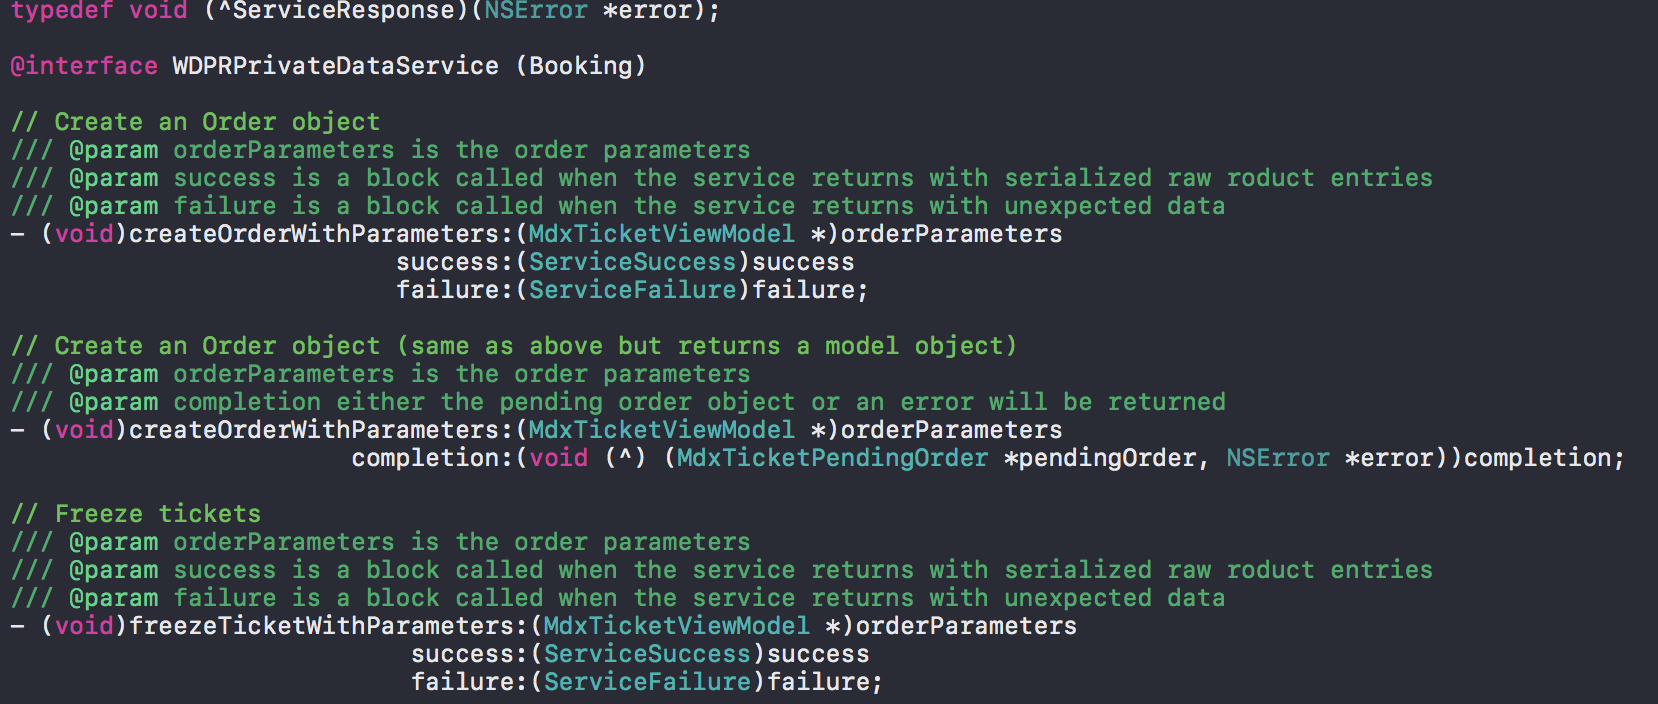 typedef void (^ServiceResponse)(NSError *error);
@interface WDPRPrivateDataService (Booking)
// Create an Order object
/// @param orderParameters is the order parameters
/// @param success is a block called when the service returns with serialized raw roduct entries
/// @param failure is a block called when the service returns with unexpected data
- (void)createOrderWithParameters:(MdxTicketViewModel *)orderParameters
success:(ServiceSuccess)success
failure:(ServiceFailure)failure;
// Create an Order object (same as above but returns a model object)
/// @param orderParameters is the order parameters
/// @param completion either the pending order object or an error will be returned
- (void)createOrderWithParameters:(MdxTicketViewModel *)orderParameters
completion:(void (^) (MdxTicketPendingOrder *pendingOrder, NSError *error))completion;
// Freeze tickets
/// @param orderParameters is the order parameters
/// @param success is a block called when the service returns with serialized raw roduct entries
/// @param failure is a block called when the service returns with unexpected data
- (void)freezeTicketWithParameters:(MdxTicketViewModel *)orderParameters
success:(ServiceSuccess)success
failure:(ServiceFailure)failure;